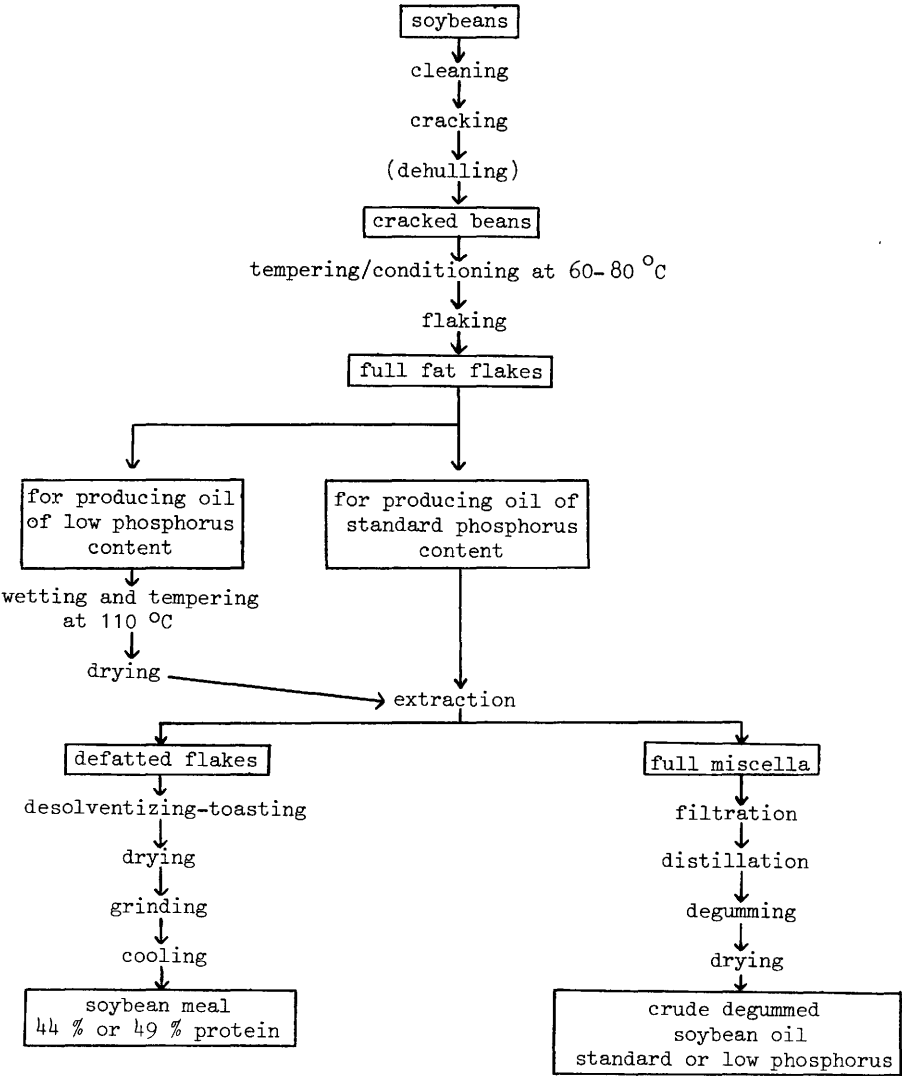 soybeans
cleaning
cracking
(dehulling)
cracked beans
tempering/conditioning at 60-80 °C
flaking
full fat flakes
for producing oil
of low phosphorus
content
for producing oil of
standard phosphorus
content
wetting and tempering
at 110 °C
drying
extraction
defatted flakes
desolventizing-toasting
drying
grinding
cooling
soybean meal
44 % or 49 % protein
full miscella
filtration
distillation
degumming
drying
crude degummed
soybean oil
standard or low phosphorus